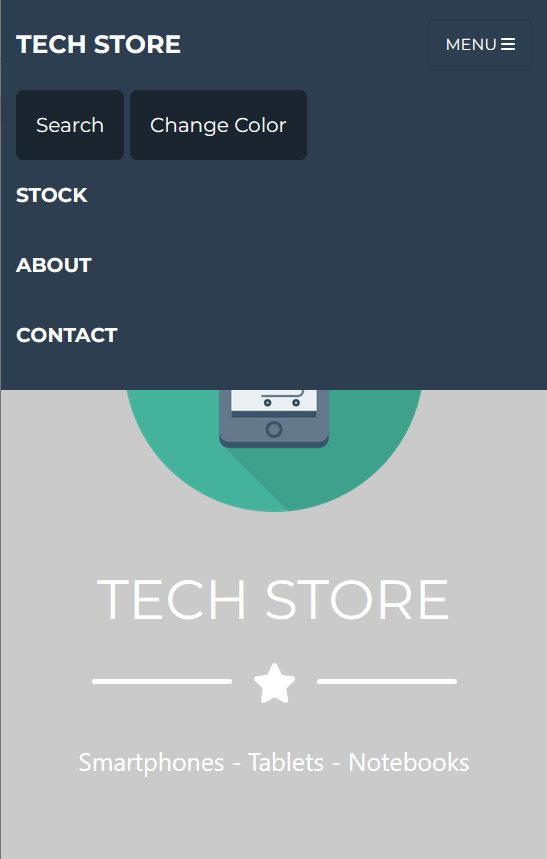 TECH STORE MENU
Search Change Color
STOCK
ABOUT
CONTACT
TECH STORE
Smartphones - Tablets - Notebooks